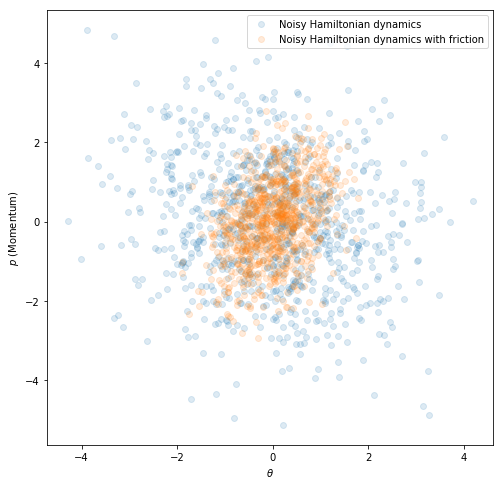 Noisy Hamiltonian dynamics
Noisy Hamiltonian dynamics with friction
4
2
0
−2
−4
p (Momentum)
−4 −2 0 2 4
θ